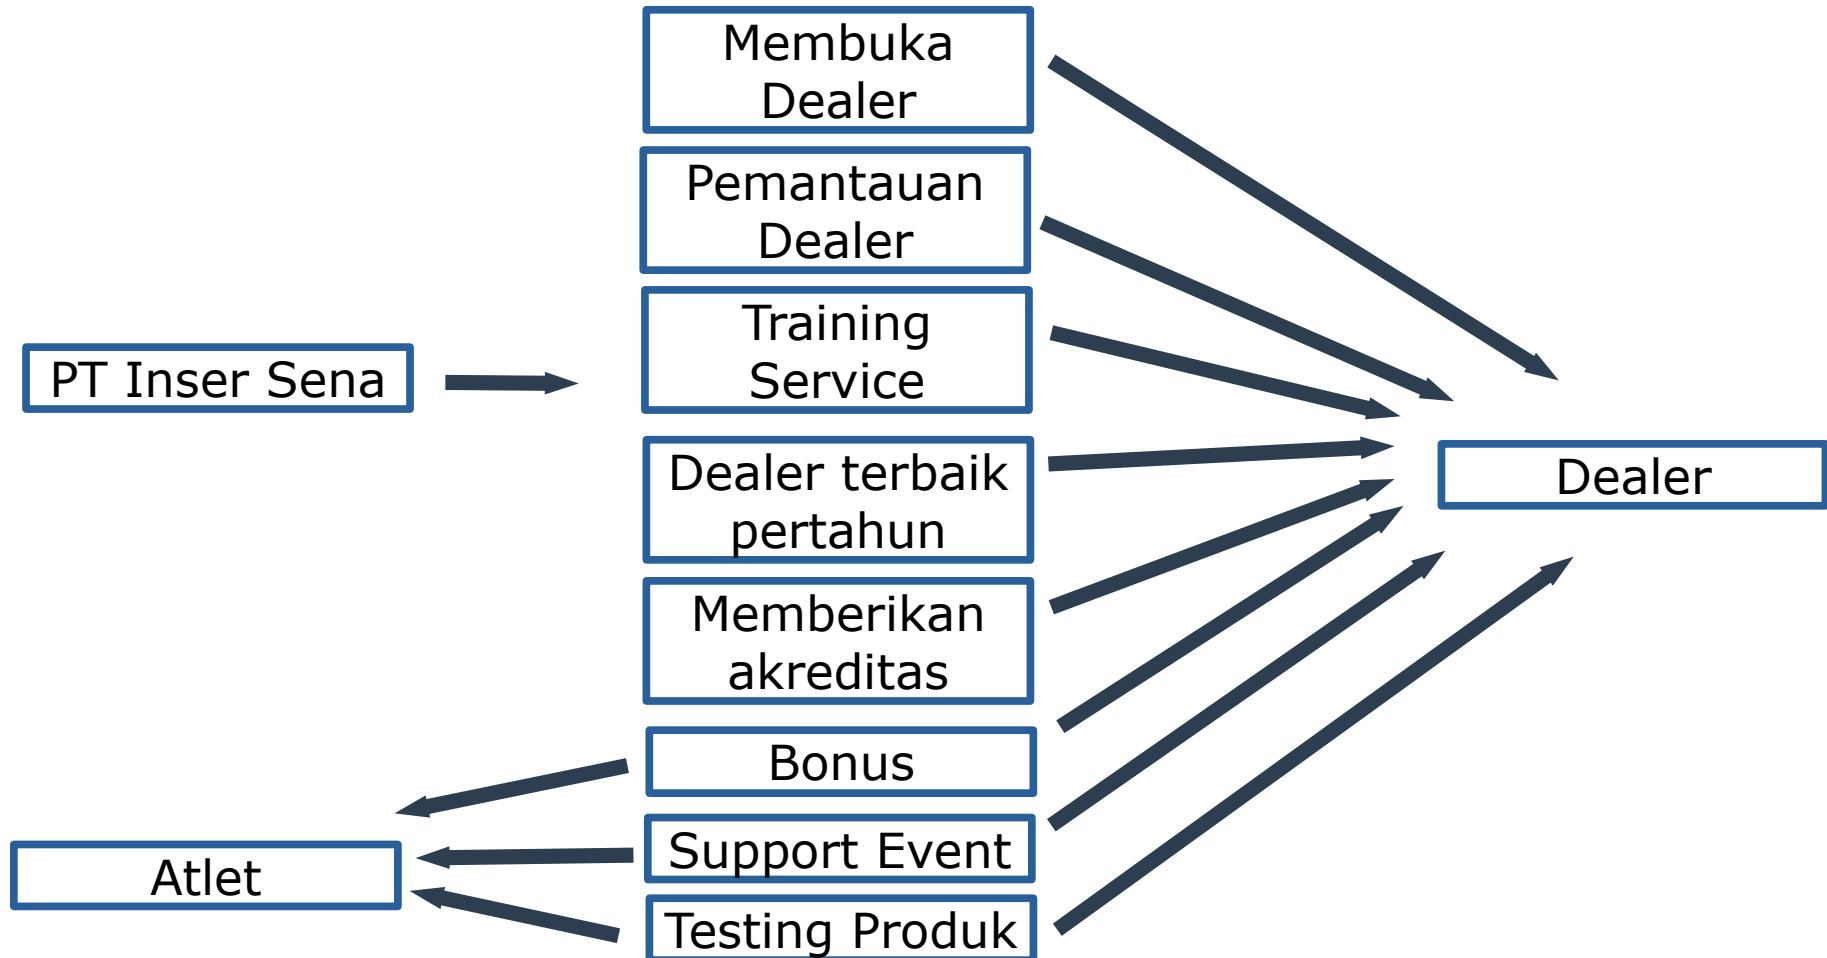 Membuka
Dealer
Pemantauan
Dealer
Training
Service
PT Inser Sena
Dealer terbaik
pertahun
Dealer
Memberikan
akreditas
Bonus
Support Event
Atlet
Testing Produk